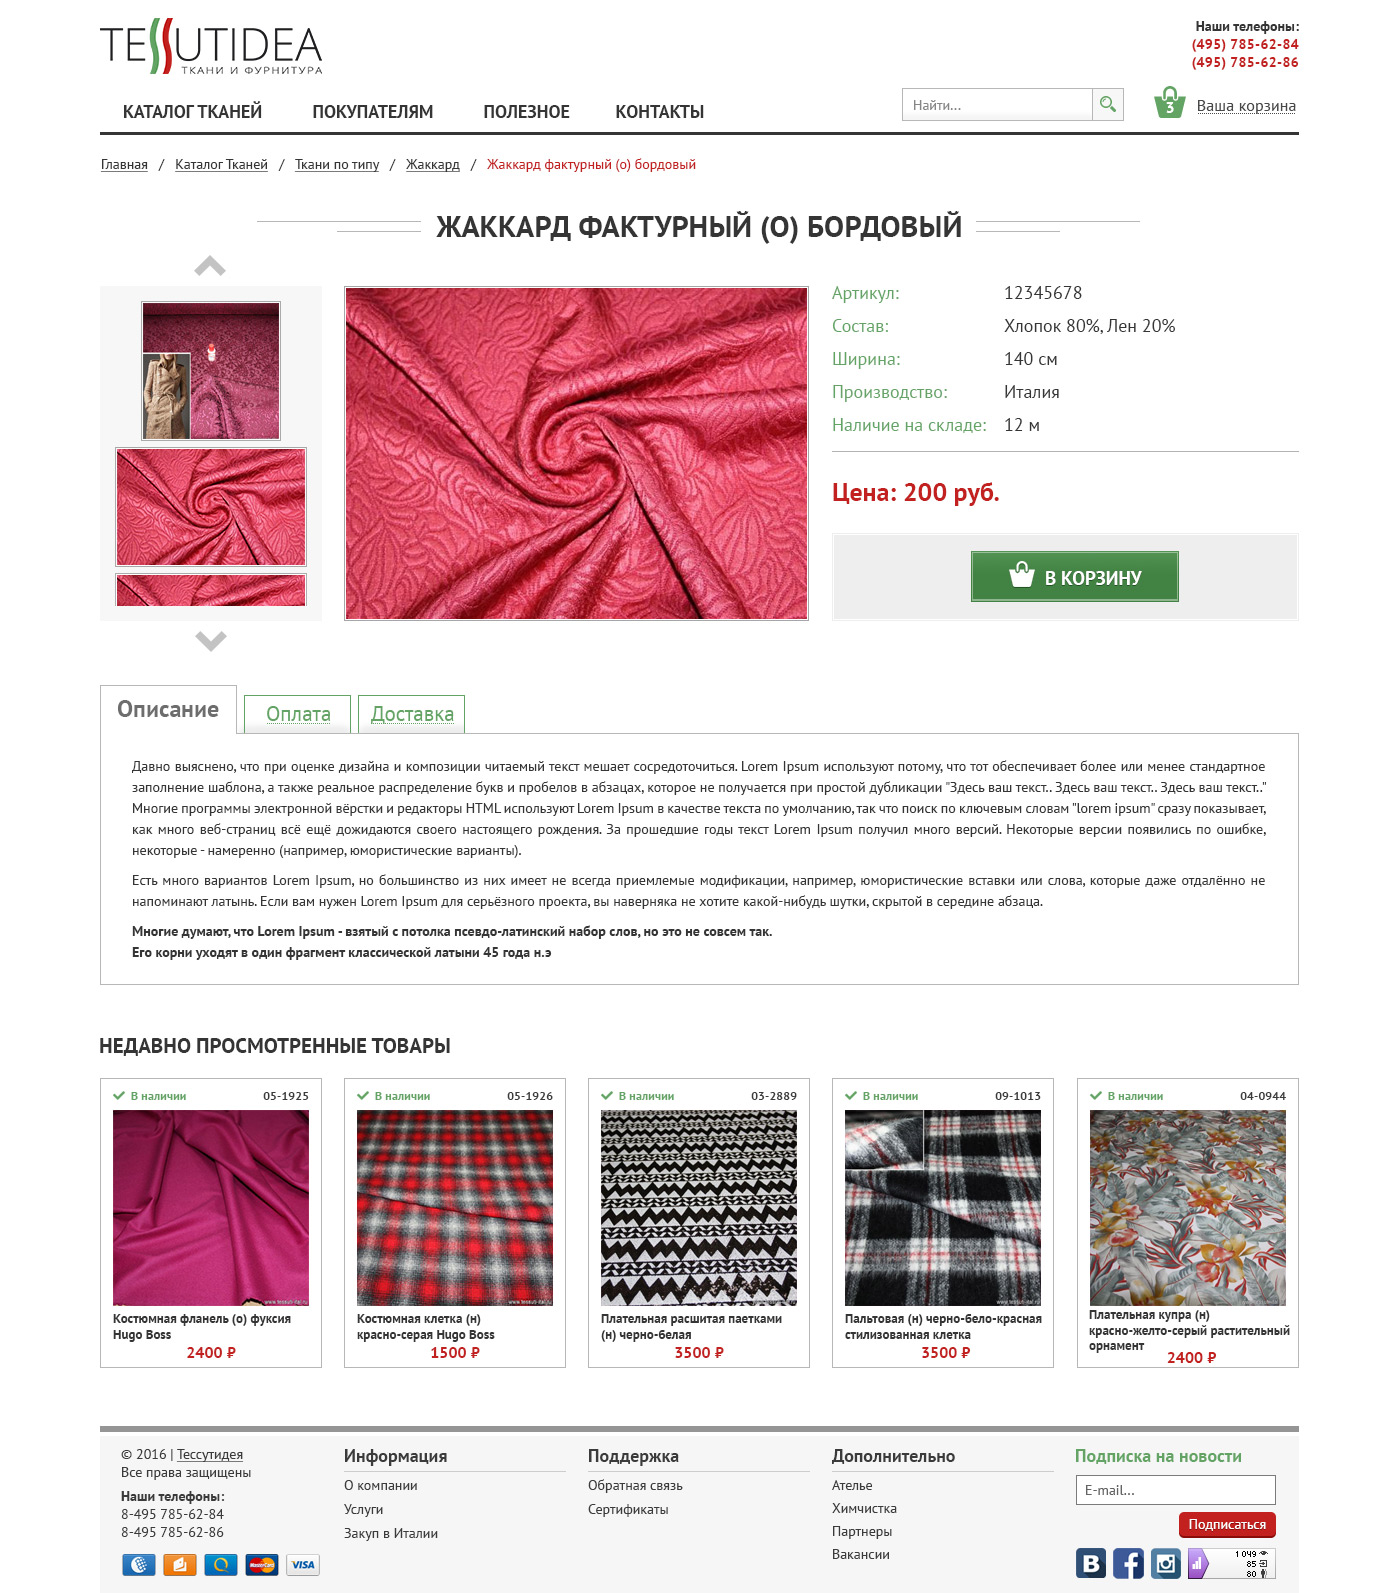 TESSUTIDEA
ТКАНИ И ФУРНИТУРА
Наши телефоны:
(495) 785-62-84
(495) 785-62-86
КАТАЛОГ ТКАНЕЙ ПОКУПАТЕЛЯМ ПОЛЕЗНОЕ КОНТАКТЫ
Найти...
3
Ваша корзина
Главная / Каталог Тканей / Ткани по типу / Жаккард / Жаккард фактурный (о) бордовый
ЖАККАРД ФАКТУРНЫЙ (О) БОРДОВЫЙ
Артикул: 12345678
Состав: Хлопок 80%, Лен 20%
Ширина: 140 см
Производство: Италия
Наличие на складе: 12 м
Цена: 200 руб.
В КОРЗИНУ
Описание Оплата Доставка
Давно выяснено, что при оценке дизайна и композиции читаемый текст мешает сосредоточиться. Lorem Ipsum используют потому, что тот обеспечивает более или менее стандартное
заполнение шаблона, а также реальное распределение букв и пробелов в абзацах, которое не получается при простой дубликации "Здесь ваш текст.. Здесь ваш текст.. Здесь ваш текст.."
Многие программы электронной вёрстки и редакторы HTML используют Lorem Ipsum в качестве текста по умолчанию, так что поиск по ключевым словам "lorem ipsum" сразу показывает,
как много веб-страниц всё ещё дожидаются своего настоящего рождения. За прошедшие годы текст Lorem Ipsum получил много версий. Некоторые версии появились по ошибке,
некоторые - намеренно (например, юмористические варианты).
Есть много вариантов Lorem Ipsum, но большинство из них имеет не всегда приемлемые модификации, например, юмористические вставки или слова, которые даже отдалённо не
напоминают латынь. Если вам нужен Lorem Ipsum для серьёзного проекта, вы наверняка не хотите какой-нибудь шутки, скрытой в середине абзаца.
Многие думают, что Lorem Ipsum - взятый с потолка псевдо-латинский набор слов, но это не совсем так.
Его корни уходят в один фрагмент классической латыни 45 года н.э
НЕДАВНО ПРОСМОТРЕННЫЕ ТОВАРЫ
В наличии 05-1925
www.tessuti-ital.ru
Костюмная фланель (о) фуксия
Hugo Boss
2400 ₽
В наличии 05-1926
www.tessuti-ital.ru
Костюмная клетка (н)
красно-серая Hugo Boss
1500 ₽
В наличии 03-2889
Плательная расшитая паетками
(н) черно-белая
3500 ₽
В наличии 09-1013
www.tessuti-ital.ru
Пальтовая (н) черно-бело-красная
стилизованная клетка
3500 ₽
В наличии 04-0944
Плательная купра (н)
красно-желто-серый растительный
орнамент
2400 ₽
© 2016 | Тессутидея
Все права защищены
Наши телефоны:
8-495 785-62-84
8-495 785-62-86
MasterCard
VISA
Информация
О компании
Услуги
Закуп в Италии
Поддержка
Обратная связь
Сертификаты
Дополнительно
Ателье
Химчистка
Партнеры
Вакансии
Подписка на новости
E-mail...
Подписаться
1 049
85
80